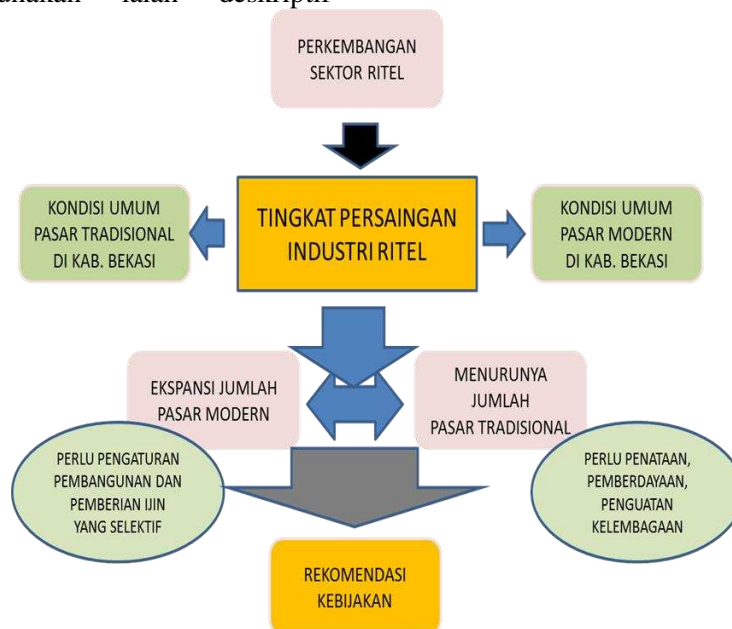 ialah deskriptif
PERKEMBANGAN
SEKTOR RITEL
TINGKAT PERSAINGAN
INDUSTRI RITEL
KONDISI UMUM
PASAR TRADISIONAL
DI KAB. BEKASI
KONDISI UMUM
PASAR MODERN
DI KAB. BEKASI
EKSPANSI JUMLAH
PASAR MODERN
MENURUNYA
JUMLAH
PASAR TRADISIONAL
PERLU PENGATURAN
PEMBANGUNAN DAN
PEMBERIAN IJIN
YANG SELEKTIF
PERLU PENATAAN,
PEMBERDAYAAN,
PENGUATAN
KELEMBAGAAN
REKOMENDASI
KEBIJAKAN